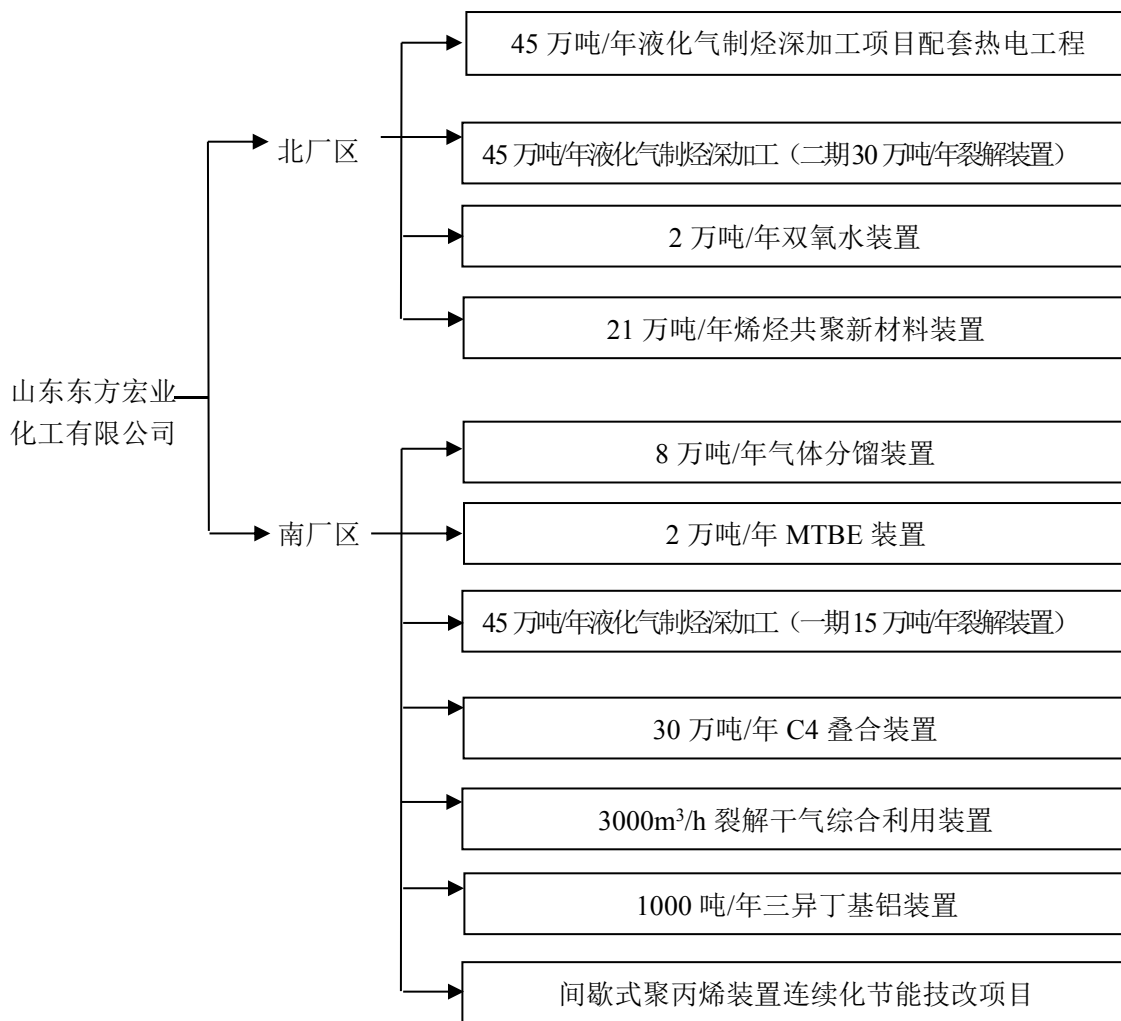 45 万吨/年液化气制烃深加工项目配套热电工程
北厂区
45 万吨/年液化气制烃深加工（二期 30 万吨/年裂解装置）
2 万吨/年双氧水装置
21 万吨/年烯烃共聚新材料装置
山东东方宏业
化工有限公司
8 万吨/年气体分馏装置
南厂区
2 万吨/年 MTBE 装置
45 万吨/年液化气制烃深加工（一期 15 万吨/年裂解装置）
30 万吨/年 C4 叠合装置
3000m³/h 裂解干气综合利用装置
1000 吨/年三异丁基铝装置
间歇式聚丙烯装置连续化节能技改项目